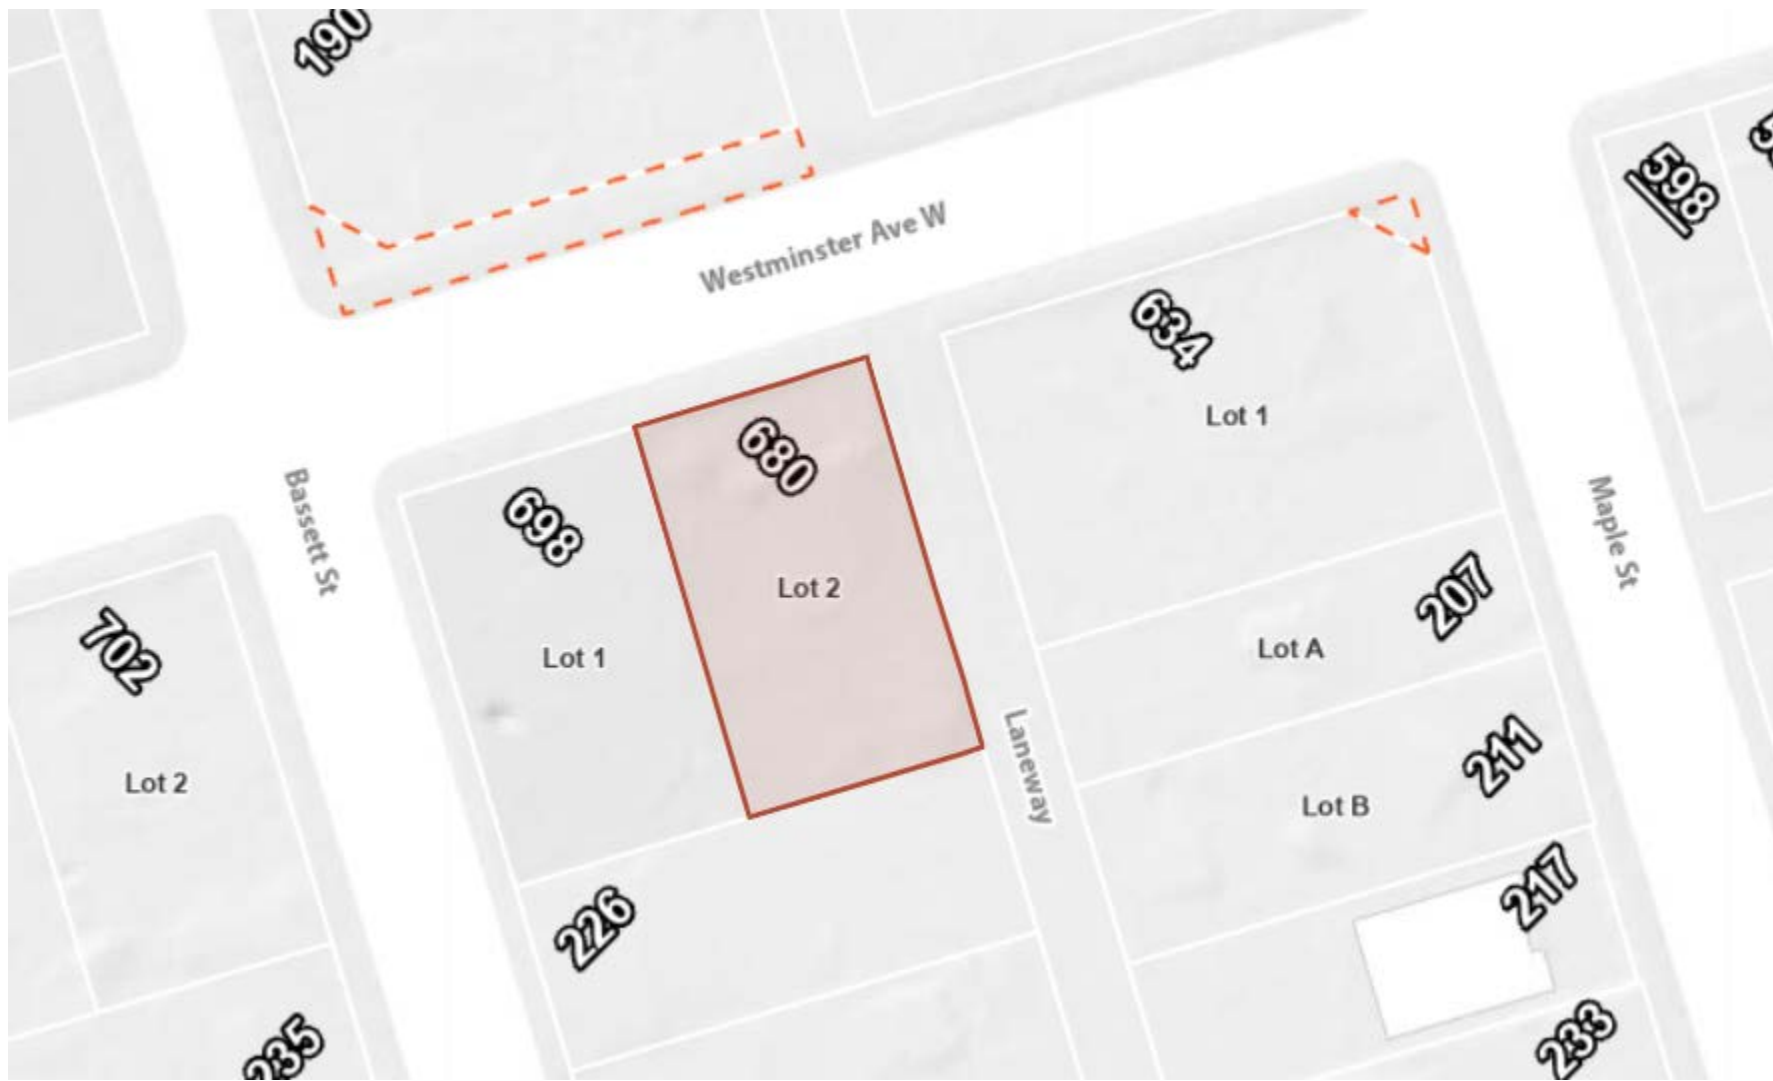 190
598
Westminster Ave W
634
Lot 1
680
Bassett St
698
Maple St
Lot 2
207
702
Lot 1
Lot A
211
Laneway
Lot 2
Lot B
217
226
233
235